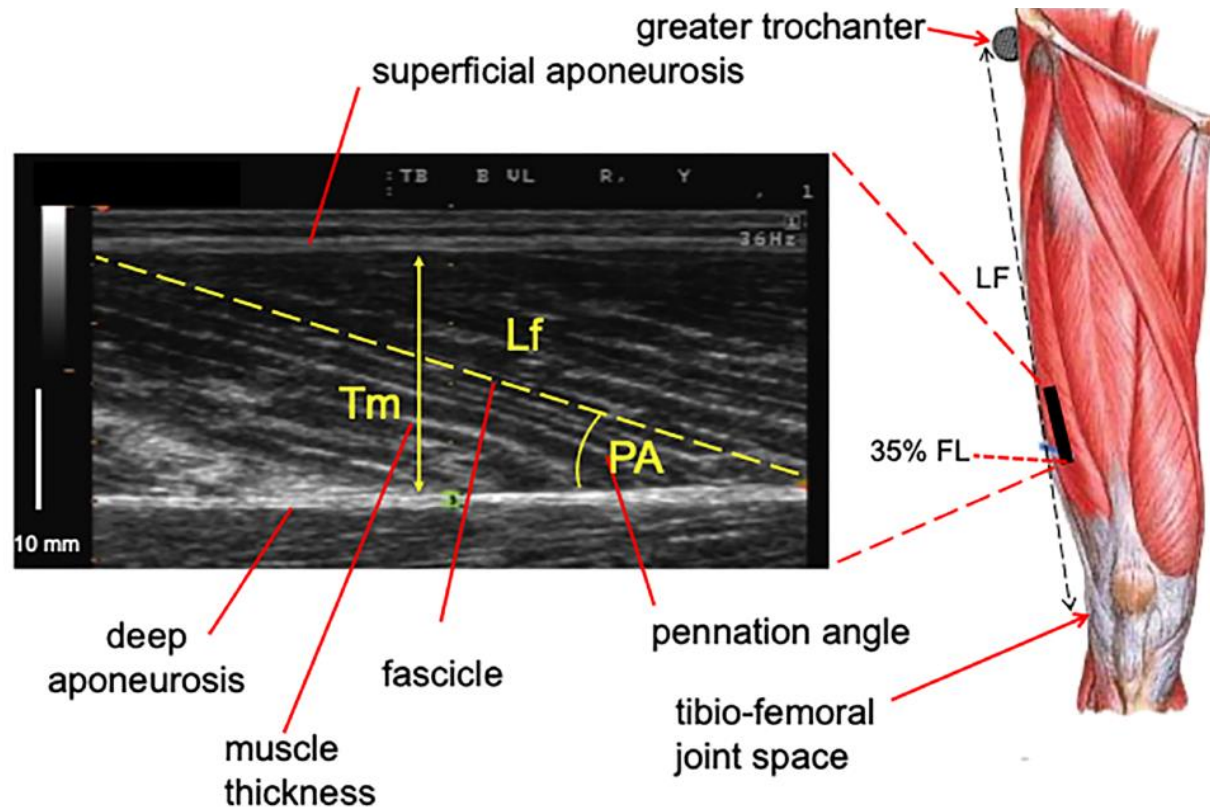 greater trochanter
superficial aponeurosis
:TB B VL R, Y
:
, 1
36Hz
LF
Lf
Tm
PA
35% FL
10 mm
deep
aponeurosis
fascicle
pennation angle
muscle
thickness
tibio-femoral
joint space